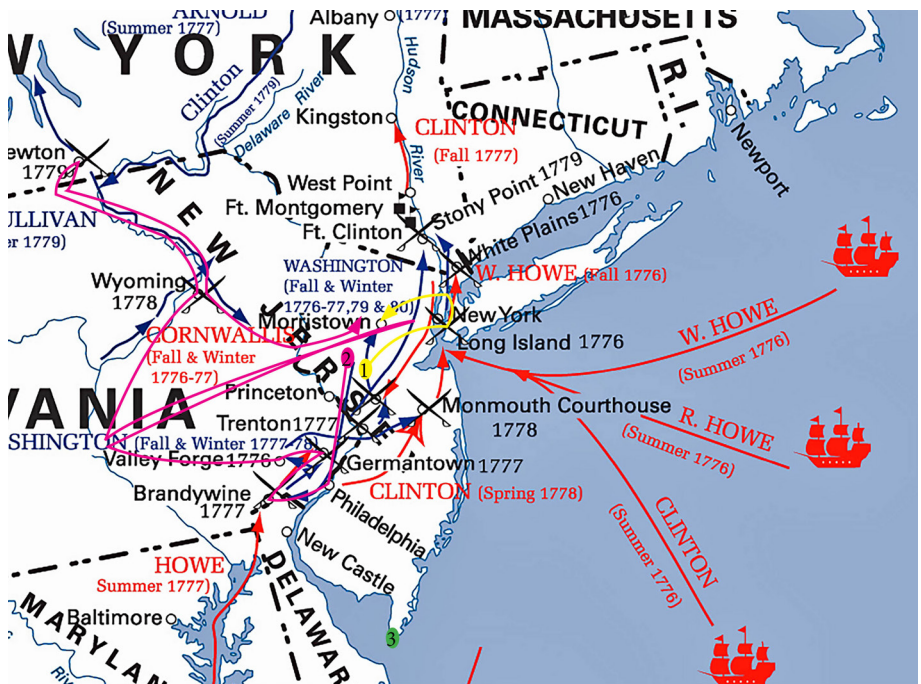 ARNOLD
(Summer 1777)
Albany
(1777)
MASSACHUSETTS
W YORK
Hudson
River
Clinton
(Summer 1779)
Delaware River
Kingston
CLINTON
(Fall 1777)
CONNECTICUT
R.I.
Newport
ewton
1779
West Point
Ft. Montgomery
Ft. Clinton
Stony Point 1779
New Haven
White Plains 1776
ULLIVAN
er 1779)
NEW
JERSE
WASHINGTON
(Fall & Winter
1776-77,79 & 80)
W. HOWE (Fall 1776)
Wyoming
1778
Morristown
New York
Long Island 1776
W. HOWE
(Summer 1776)
CORNWALLIS
(Fall & Winter
1776-77)
2
1
Princeton
Trenton 1777
Monmouth Courthouse
1778
R. HOWE
(Summer 1776)
VANIA
SHINGTON (Fall & Winter 1777-78)
Valley Forge 1776
Germantown 1777
Brandywine
1777
CLINTON (Spring 1778)
Philadelphia
CLINTON
(Summer 1776)
New Castle
HOWE
Summer 1777)
DELAWAR
Baltimore
MARYLAN
3
River